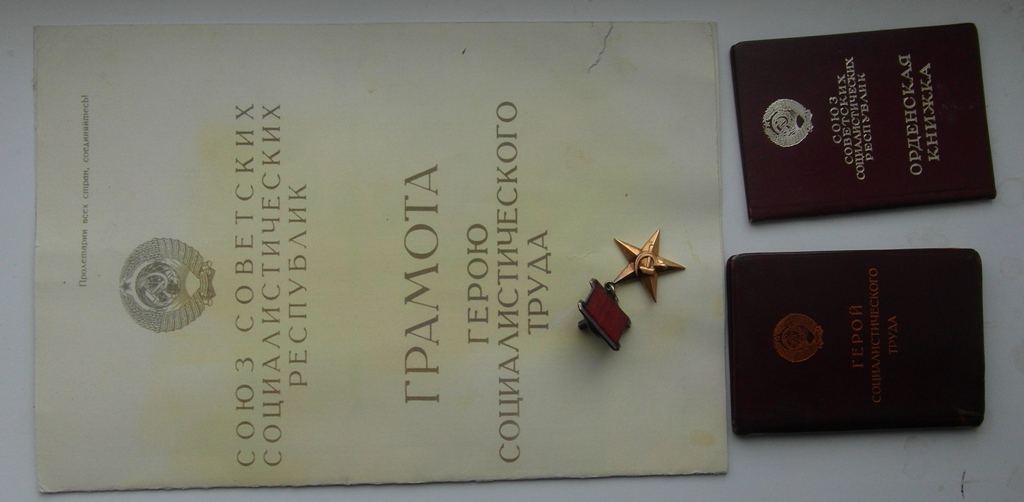 Пролетарии всех стран, соединяйтесь!
СОЮЗ СОВЕТСКИХ
СОЦИАЛИСТИЧЕСКИХ
РЕСПУБЛИК
ГРАМОТА
ГЕРОЮ
СОЦИАЛИСТИЧЕСКОГО
ТРУДА
СОЮЗ
СОВЕТСКИХ
СОЦИАЛИСТИЧЕСКИХ
РЕСПУБЛИК
ОРДЕНСКАЯ
КНИЖКА
ГЕРОЙ
СОЦИАЛИСТИЧЕСКОГО
ТРУДА